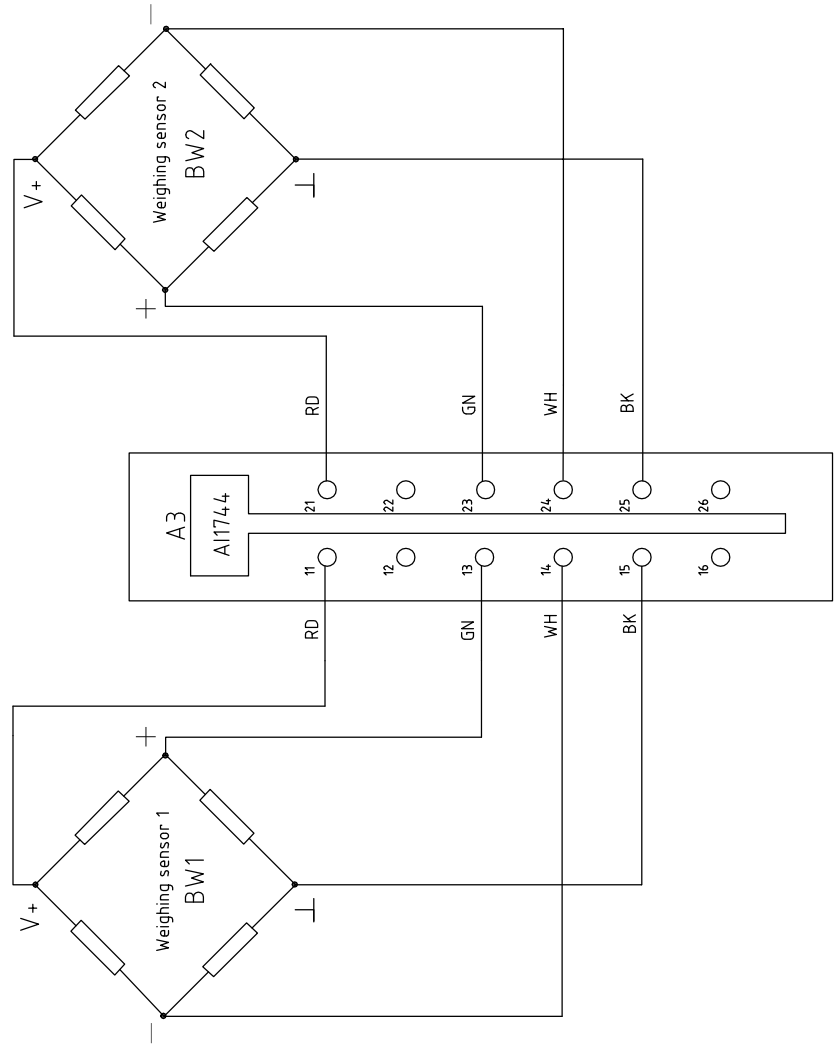 −
Weighing sensor 2
BW2
V+
⊥
+
RD
GN
WH
BK
A3
AI1744
21
22
23
24
25
26
11
12
13
14
15
16
RD
GN
WH
BK
+
Weighing sensor 1
BW1
V+
⊥
−